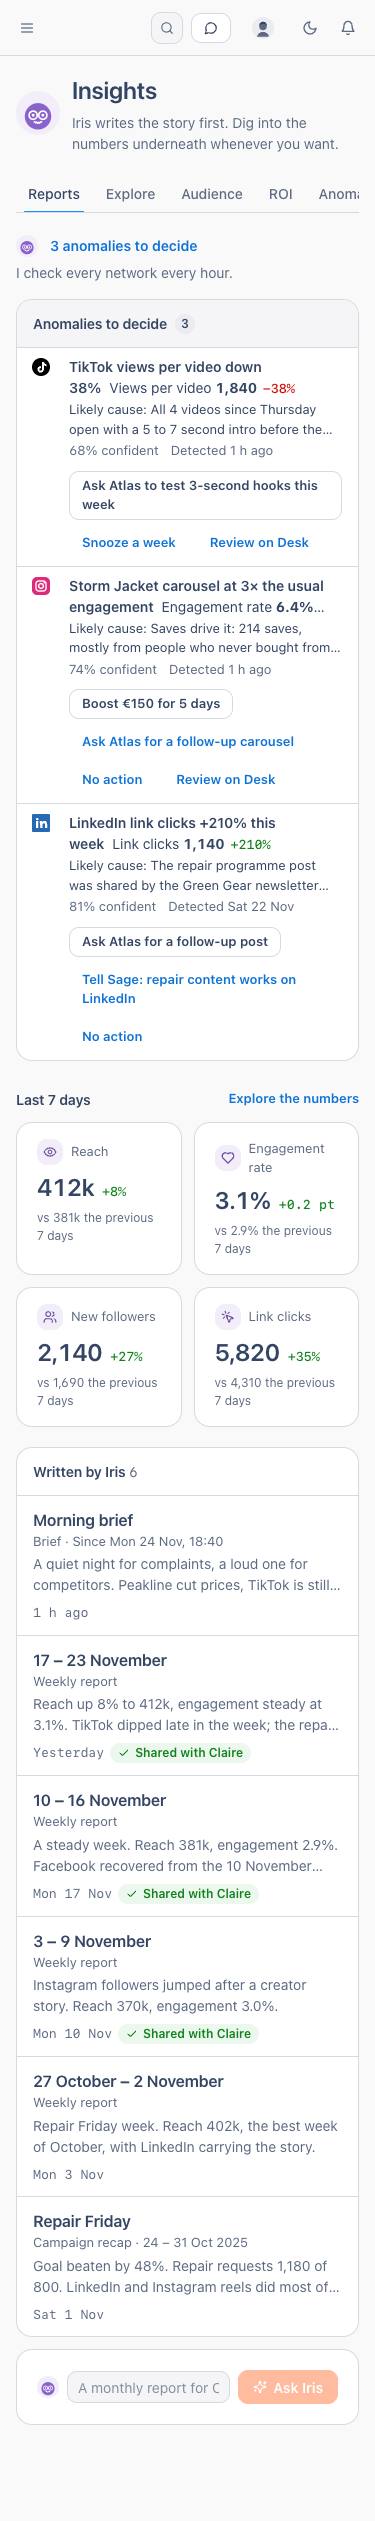 Insights
Iris writes the story first. Dig into the
numbers underneath whenever you want.
Reports Explore Audience ROI Anoma
3 anomalies to decide
I check every network every hour.
Anomalies to decide 3
TikTok views per video down
38% Views per video 1,840 −38%
Likely cause: All 4 videos since Thursday
open with a 5 to 7 second intro before the…
68% confident Detected 1 h ago
Ask Atlas to test 3-second hooks this
week
Snooze a week Review on Desk
Storm Jacket carousel at 3× the usual
engagement Engagement rate 6.4%…
Likely cause: Saves drive it: 214 saves,
mostly from people who never bought from…
74% confident Detected 1 h ago
Boost €150 for 5 days
Ask Atlas for a follow-up carousel
No action Review on Desk
LinkedIn link clicks +210% this
week Link clicks 1,140 +210%
Likely cause: The repair programme post
was shared by the Green Gear newsletter…
81% confident Detected Sat 22 Nov
Ask Atlas for a follow-up post
Tell Sage: repair content works on
LinkedIn
No action
Last 7 days Explore the numbers
Reach
412k +8%
vs 381k the previous
7 days
Engagement
rate
3.1% +0.2 pt
vs 2.9% the previous
7 days
New followers
2,140 +27%
vs 1,690 the previous
7 days
Link clicks
5,820 +35%
vs 4,310 the previous
7 days
Written by Iris 6
Morning brief
Brief · Since Mon 24 Nov, 18:40
A quiet night for complaints, a loud one for
competitors. Peakline cut prices, TikTok is still…
1 h ago
17 – 23 November
Weekly report
Reach up 8% to 412k, engagement steady at
3.1%. TikTok dipped late in the week; the repa…
Yesterday Shared with Claire
10 – 16 November
Weekly report
A steady week. Reach 381k, engagement 2.9%.
Facebook recovered from the 10 November…
Mon 17 Nov Shared with Claire
3 – 9 November
Weekly report
Instagram followers jumped after a creator
story. Reach 370k, engagement 3.0%.
Mon 10 Nov Shared with Claire
27 October – 2 November
Weekly report
Repair Friday week. Reach 402k, the best week
of October, with LinkedIn carrying the story.
Mon 3 Nov
Repair Friday
Campaign recap · 24 – 31 Oct 2025
Goal beaten by 48%. Repair requests 1,180 of
800. LinkedIn and Instagram reels did most of…
Sat 1 Nov
A monthly report for C Ask Iris